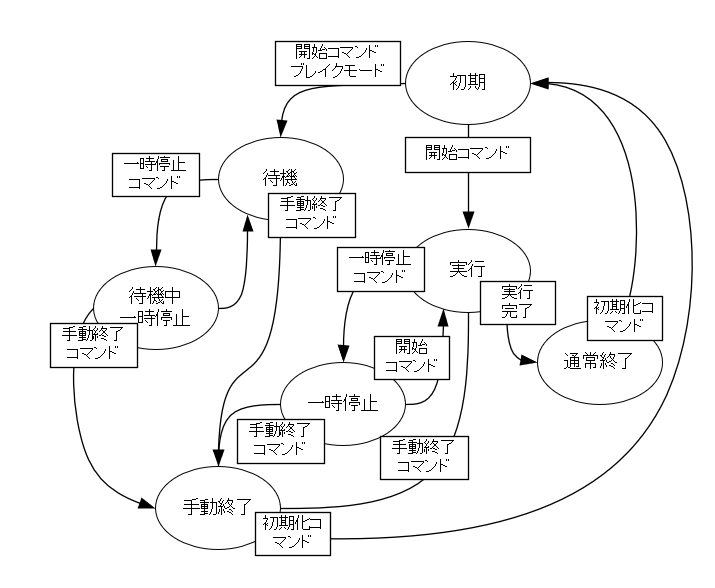 開始コマンド
ブレイクモード
初期
開始コマンド
一時停止
コマンド
待機
手動終了
コマンド
一時停止
コマンド
実行
実行
完了
待機中
一時停止
初期化コ
マンド
手動終了
コマンド
開始
コマンド
通常終了
一時停止
手動終了
コマンド
手動終了
コマンド
手動終了
初期化コ
マンド